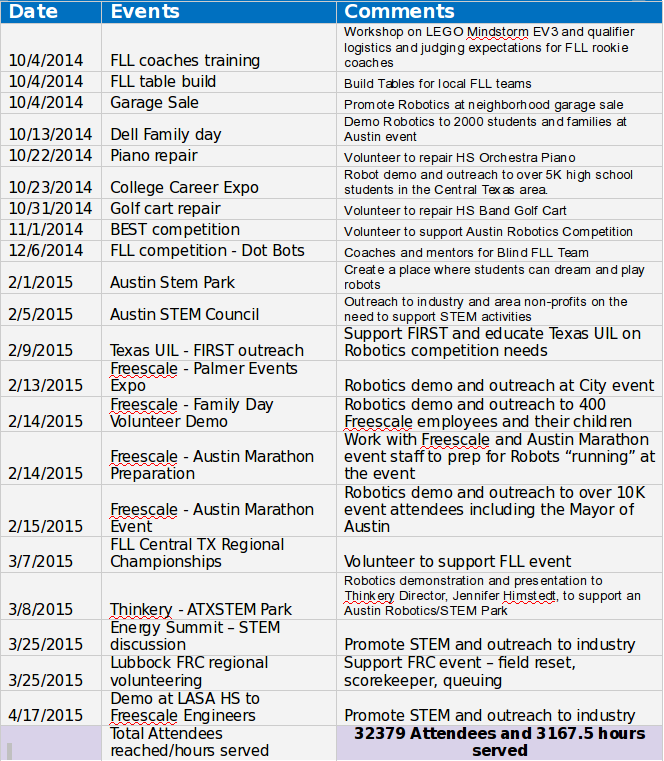 Date Events Comments
Workshop on LEGO Mindstorm EV3 and qualifier
logistics and judging expectations for FLL rookie
10/4/2014 FLL coaches training coaches
10/4/2014 FLL table build Build Tables for local FLL teams
10/4/2014 Garage Sale Promote Robotics at neighborhood garage sale
Demo Robotics to 2000 students and families at
10/13/2014 Dell Family day Austin event
10/22/2014 Piano repair Volunteer to repair HS Orchestra Piano
Robot demo and outreach to over 5K high school
10/23/2014 College Career Expo students in the Central Texas area.
10/31/2014 Golf cart repair Volunteer to repair HS Band Golf Cart
11/1/2014 BEST competition Volunteer to support Austin Robotics Competition
12/6/2014 FLL competition - Dot Bots Coaches and mentors for Blind FLL Team
Create a place where students can dream and play
2/1/2015 Austin Stem Park robots
Outreach to industry and area non-profits on the
2/5/2015 Austin STEM Council need to support STEM activities
Support FIRST and educate Texas UIL on
2/9/2015 Texas UIL - FIRST outreach Robotics competition needs
Freescale - Palmer Events
2/13/2015 Expo Robotics demo and outreach at City event
Freescale - Family Day Robotics demo and outreach to 400
2/14/2015 Volunteer Demo Freescale employees and their children
Work with Freescale and Austin Marathon
Freescale - Austin Marathon event staff to prep for Robots “running” at
2/14/2015 Preparation the event
Robotics demo and outreach to over 10K
Freescale - Austin Marathon event attendees including the Mayor of
2/15/2015 Event Austin
FLL Central TX Regional
3/7/2015 Championships Volunteer to support FLL event
Robotics demonstration and presentation to
Thinkery Director, Jennifer Himstedt, to support an
3/8/2015 Thinkery - ATXSTEM Park Austin Robotics/STEM Park
Energy Summit – STEM
3/25/2015 discussion Promote STEM and outreach to industry
Lubbock FRC regional Support FRC event – field reset,
3/25/2015 volunteering scorekeeper, queuing
Demo at LASA HS to
4/17/2015 Freescale Engineers Promote STEM and outreach to industry
Total Attendees 32379 Attendees and 3167.5 hours
reached/hours served served